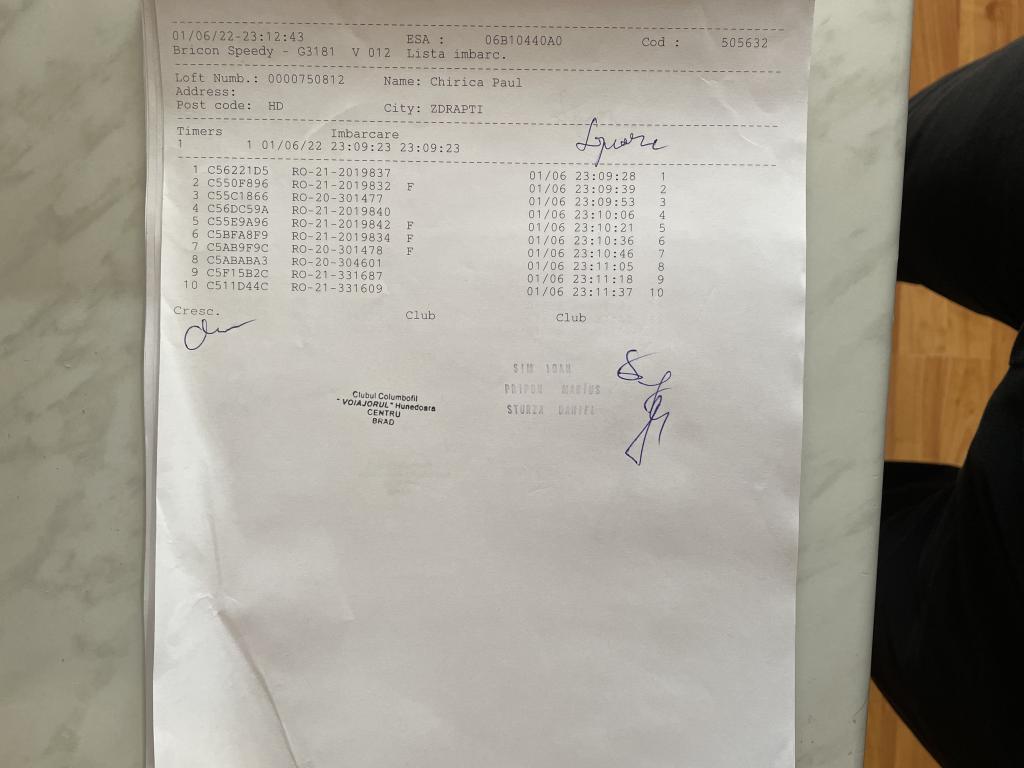 01/06/22-23:12:43 ESA : 06B10440A0 Cod : 505632
Bricon Speedy - G3181 V 012 Lista imbarc.
Loft Numb.: 0000750812 Name: Chirica Paul
Address:
Post code: HD City: ZDRAPTI
Timers Imbarcare
1 1 01/06/22 23:09:23 23:09:23
1 C56221D5 RO-21-2019837 01/06 23:09:28 1
2 C550F896 RO-21-2019832 F 01/06 23:09:39 2
3 C55C1866 RO-20-301477 01/06 23:09:53 3
4 C56DC59A RO-21-2019840 01/06 23:10:06 4
5 C55E9A96 RO-21-2019842 F 01/06 23:10:21 5
6 C5BFA8F9 RO-21-2019834 F 01/06 23:10:36 6
7 C5AB9F9C RO-20-301478 F 01/06 23:10:46 7
8 C5ABABA3 RO-20-304601 01/06 23:11:05 8
9 C5F15B2C RO-21-331687 01/06 23:11:18 9
10 C511D44C RO-21-331609 01/06 23:11:37 10
Cresc. Club Club
SIM IOAN
PRIPON MARIUS
STURZA DANIEL
Clubul Columbofil
"VOIAJORUL" Hunedoara
CENTRU
BRAD